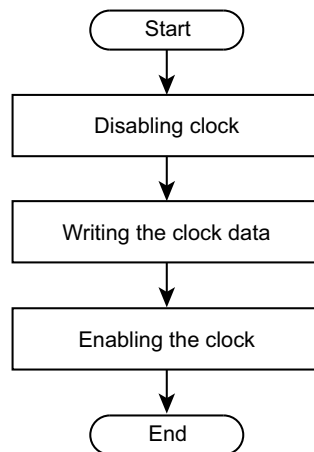 Start
Disabling clock
Writing the clock data
Enabling the clock
End